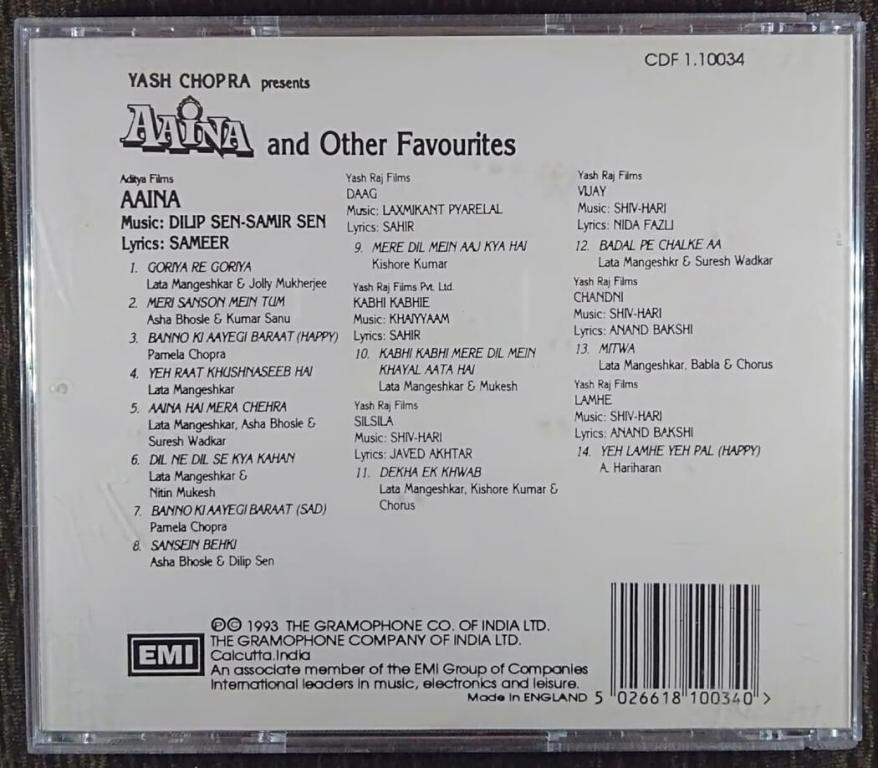 CDF 1.10034
YASH CHOPRA presents
AAINA and Other Favourites
Aditya Films
AAINA
Music: DILIP SEN-SAMIR SEN
Lyrics: SAMEER
1. GORIYA RE GORIYA
Lata Mangeshkar & Jolly Mukherjee
2. MERI SANSON MEIN TUM
Asha Bhosle & Kumar Sanu
3. BANNO KI AAYEGI BARAAT (HAPPY)
Pamela Chopra
4. YEH RAAT KHUSHNASEEB HAI
Lata Mangeshkar
5. AAINA HAI MERA CHEHRA
Lata Mangeshkar, Asha Bhosle &
Suresh Wadkar
6. DIL NE DIL SE KYA KAHAN
Lata Mangeshkar &
Nitin Mukesh
7. BANNO KI AAYEGI BARAAT (SAD)
Pamela Chopra
8. SANSEIN BEHKI
Asha Bhosle & Dilip Sen
Yash Raj Films
DAAG
Music: LAXMIKANT PYARELAL
Lyrics: SAHIR
9. MERE DIL MEIN AAJ KYA HAI
Kishore Kumar
Yash Raj Films Pvt. Ltd.
KABHI KABHIE
Music: KHAIYYAAM
Lyrics: SAHIR
10. KABHI KABHI MERE DIL MEIN
KHAYAL AATA HAI
Lata Mangeshkar & Mukesh
Yash Raj Films
SILSILA
Music: SHIV-HARI
Lyrics: JAVED AKHTAR
11. DEKHA EK KHWAB
Lata Mangeshkar, Kishore Kumar &
Chorus
Yash Raj Films
VIJAY
Music: SHIV-HARI
Lyrics: NIDA FAZLI
12. BADAL PE CHALKE AA
Lata Mangeshkr & Suresh Wadkar
Yash Raj Films
CHANDNI
Music: SHIV-HARI
Lyrics: ANAND BAKSHI
13. MITWA
Lata Mangeshkar, Babla & Chorus
Yash Raj Films
LAMHE
Music: SHIV-HARI
Lyrics: ANAND BAKSHI
14. YEH LAMHE YEH PAL (HAPPY)
A. Hariharan
EMI
℗© 1993 THE GRAMOPHONE CO. OF INDIA LTD.
THE GRAMOPHONE COMPANY OF INDIA LTD.
Calcutta.India
An associate member of the EMI Group of Companies
International leaders in music, electronics and leisure.
Made in ENGLAND
5 026618 100340 >